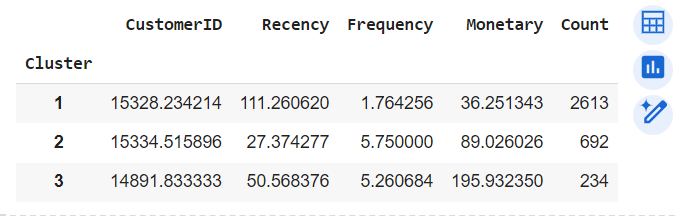 CustomerID Recency Frequency Monetary Count
Cluster
1 15328.234214 111.260620 1.764256 36.251343 2613
2 15334.515896 27.374277 5.750000 89.026026 692
3 14891.833333 50.568376 5.260684 195.932350 234